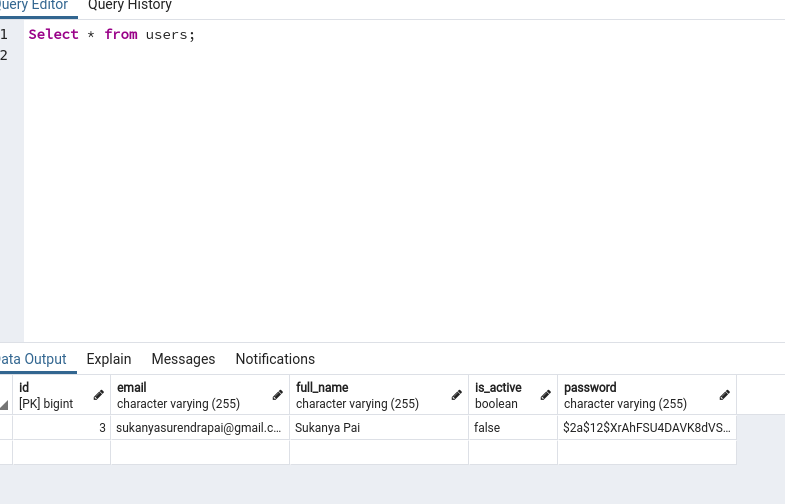 Query Editor Query History
1 Select * from users;
2
Data Output Explain Messages Notifications
id email full_name is_active password
[PK] bigint character varying (255) character varying (255) boolean character varying (255)
3 sukanyasurendrapai@gmail.c... Sukanya Pai false $2a$12$XrAhFSU4DAVK8dVS...